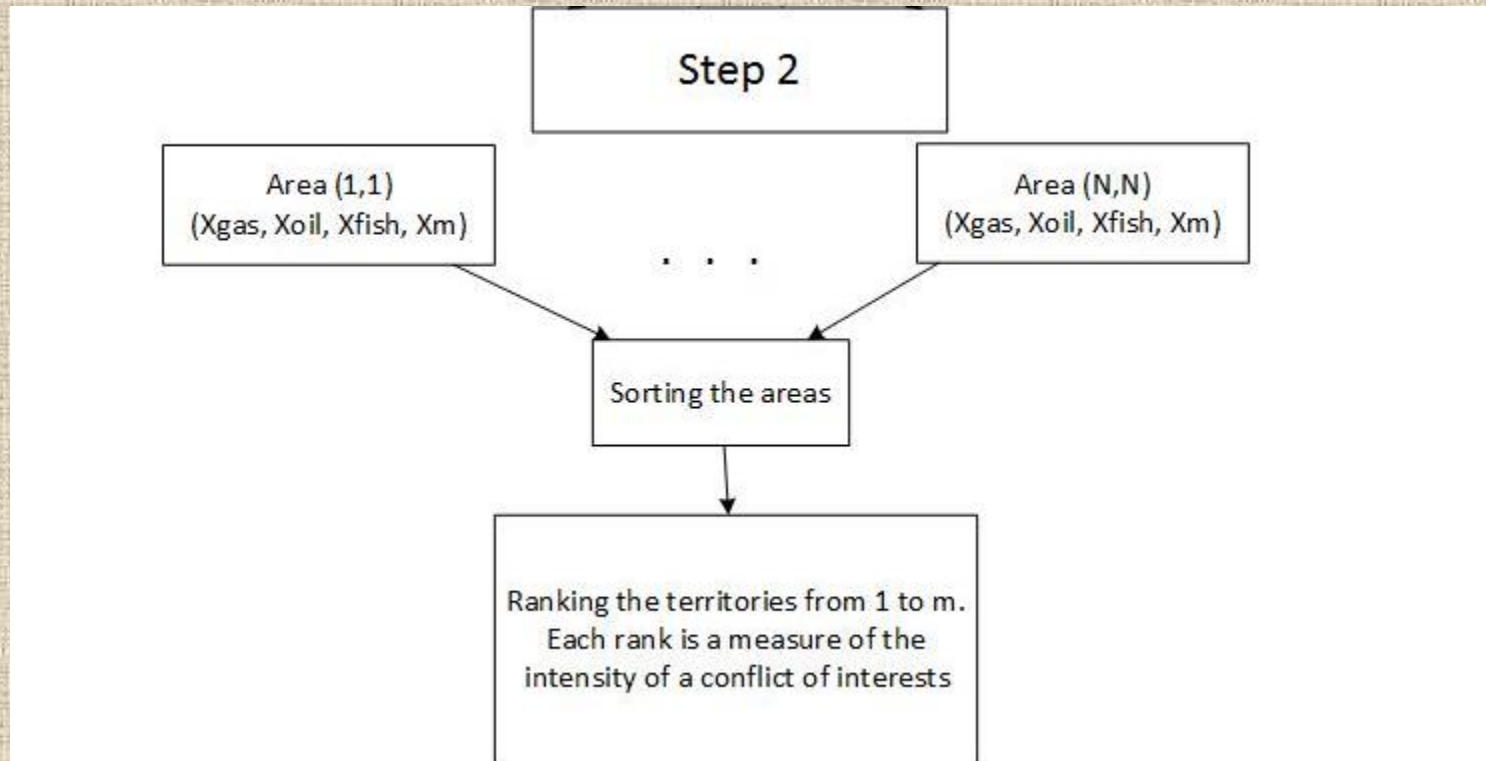 Step 2
Area (1,1)
(Xgas, Xoil, Xfish, Xm)
Area (N,N)
(Xgas, Xoil, Xfish, Xm)
. . .
Sorting the areas
Ranking the territories from 1 to m.
Each rank is a measure of the
intensity of a conflict of interests